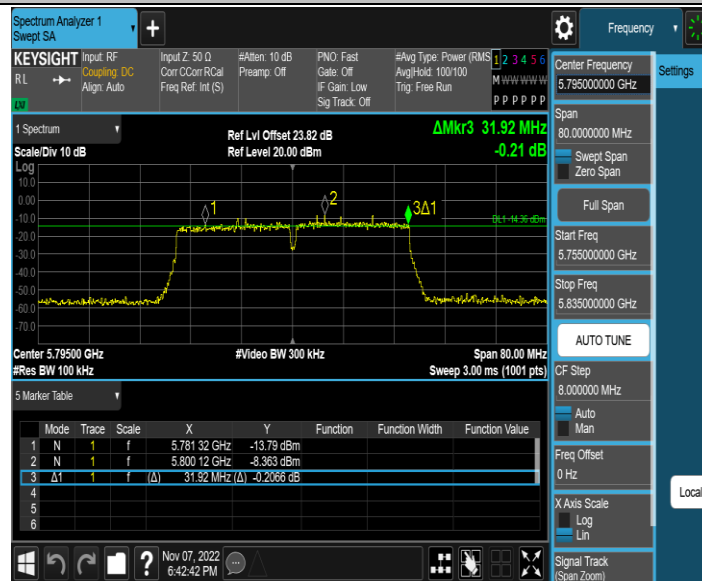 Spectrum Analyzer 1
Swept SA
Frequency
KEYSIGHT
RL
LXI
Input: RF
Coupling: DC
Align: Auto
Input Z: 50 Ω
Corr CCorr RCal
Freq Ref: Int (S)
#Atten: 10 dB
Preamp: Off
PNO: Fast
Gate: Off
IF Gain: Low
Sig Track: Off
#Avg Type: Power (RMS
Avg|Hold: 100/100
Trig: Free Run
1 2 3 4 5 6
M W W W W W
P P P P P P
1 Spectrum
Scale/Div 10 dB
Ref Lvl Offset 23.82 dB
Ref Level 20.00 dBm
ΔMkr3 31.92 MHz
-0.21 dB
Log
10.0
0.00
-10.0
-20.0
-30.0
-40.0
-50.0
-60.0
-70.0
1
2
3Δ1
DL1 -14.36 dBm
Center 5.79500 GHz
#Video BW 300 kHz
Span 80.00 MHz
#Res BW 100 kHz
Sweep 3.00 ms (1001 pts)
5 Marker Table
Mode Trace Scale X Y Function Function Width Function Value
1 N 1 f 5.781 32 GHz -13.79 dBm
2 N 1 f 5.800 12 GHz -8.363 dBm
3 Δ1 1 f (Δ) 31.92 MHz (Δ) -0.2066 dB
4
5
6
Nov 07, 2022
6:42:42 PM
?
Center Frequency
5.795000000 GHz
Span
80.0000000 MHz
Swept Span
Zero Span
Full Span
Start Freq
5.755000000 GHz
Stop Freq
5.835000000 GHz
AUTO TUNE
CF Step
8.000000 MHz
Auto
Man
Freq Offset
0 Hz
X Axis Scale
Log
Lin
Signal Track
(Span Zoom)
Settings
Local